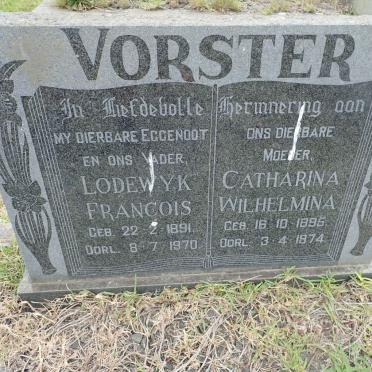 VORSTER
In Liefdevolle Herinnering aan
MY DIERBARE EGGENOOT
EN ONS VADER,
LODEWYK
FRANCOIS
GEB. 22 2 1891.
OORL. 8-7-1970.
ONS DIERBARE
MOEDER,
CATHARINA
WILHELMINA
GEB. 16-10-1895.
OORL. 3-4-1974.